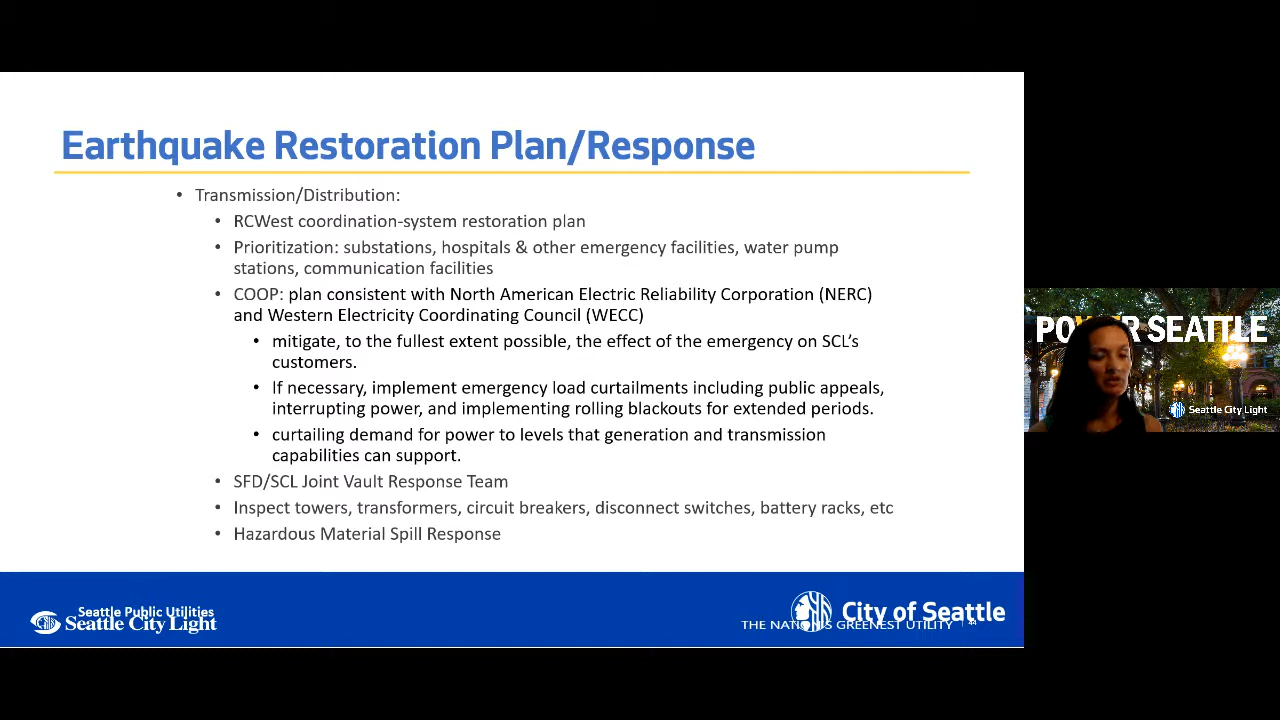 Earthquake Restoration Plan/Response
• Transmission/Distribution:
• RCWest coordination-system restoration plan
• Prioritization: substations, hospitals & other emergency facilities, water pump
stations, communication facilities
• COOP: plan consistent with North American Electric Reliability Corporation (NERC)
and Western Electricity Coordinating Council (WECC)
• mitigate, to the fullest extent possible, the effect of the emergency on SCL's
customers.
• If necessary, implement emergency load curtailments including public appeals,
interrupting power, and implementing rolling blackouts for extended periods.
• curtailing demand for power to levels that generation and transmission
capabilities can support.
• SFD/SCL Joint Vault Response Team
• Inspect towers, transformers, circuit breakers, disconnect switches, battery racks, etc
• Hazardous Material Spill Response
Seattle Public Utilities
Seattle City Light
City of Seattle
THE NATION'S GREENEST UTILITY | 44
SEATTLE
Seattle City Light